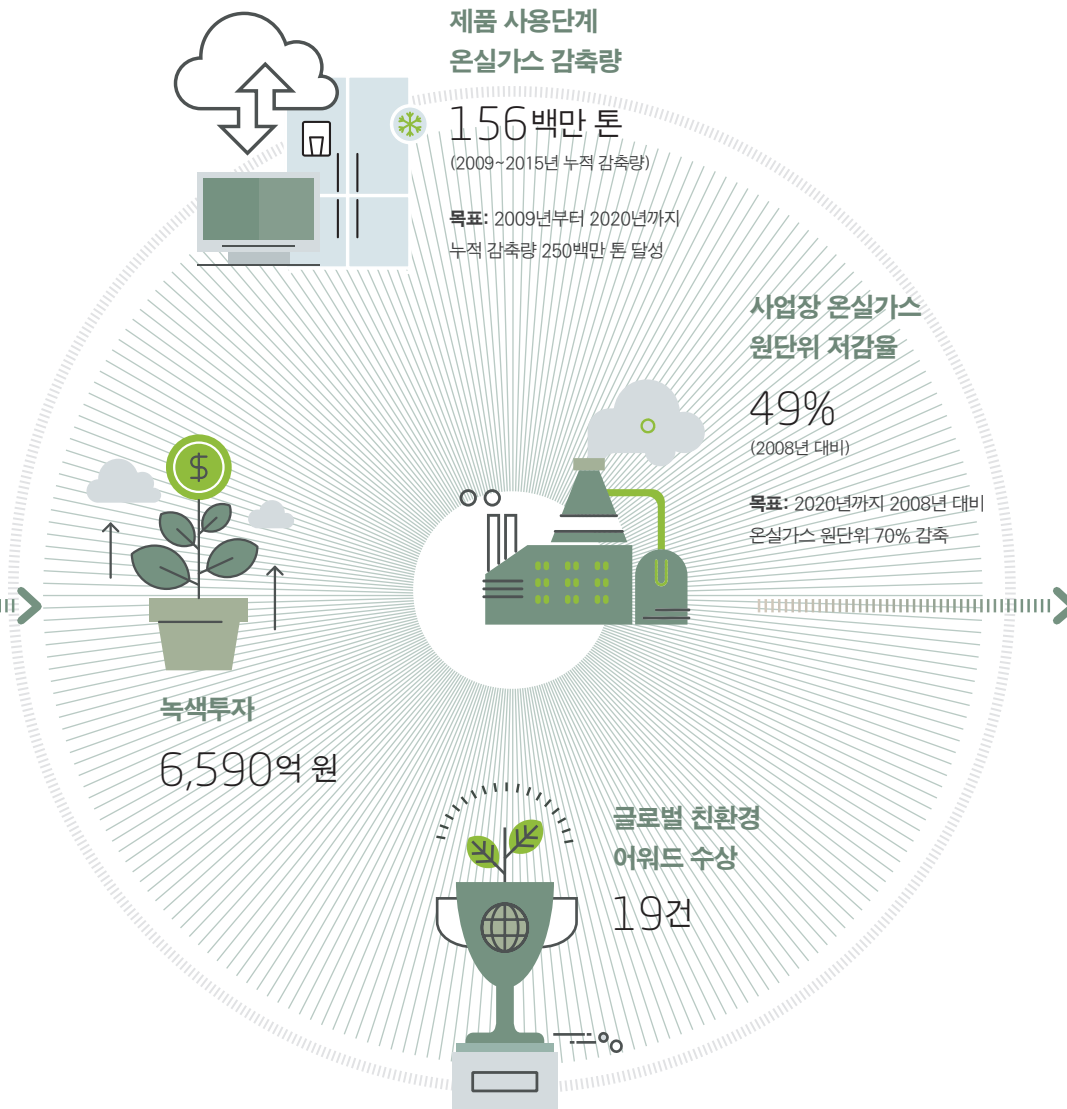 제품 사용단계
온실가스 감축량
156백만 톤
(2009~2015년 누적 감축량)
목표: 2009년부터 2020년까지
누적 감축량 250백만 톤 달성
사업장 온실가스
원단위 저감율
49%
(2008년 대비)
목표: 2020년까지 2008년 대비
온실가스 원단위 70% 감축
$
녹색투자
6,590억 원
글로벌 친환경
어워드 수상
19건